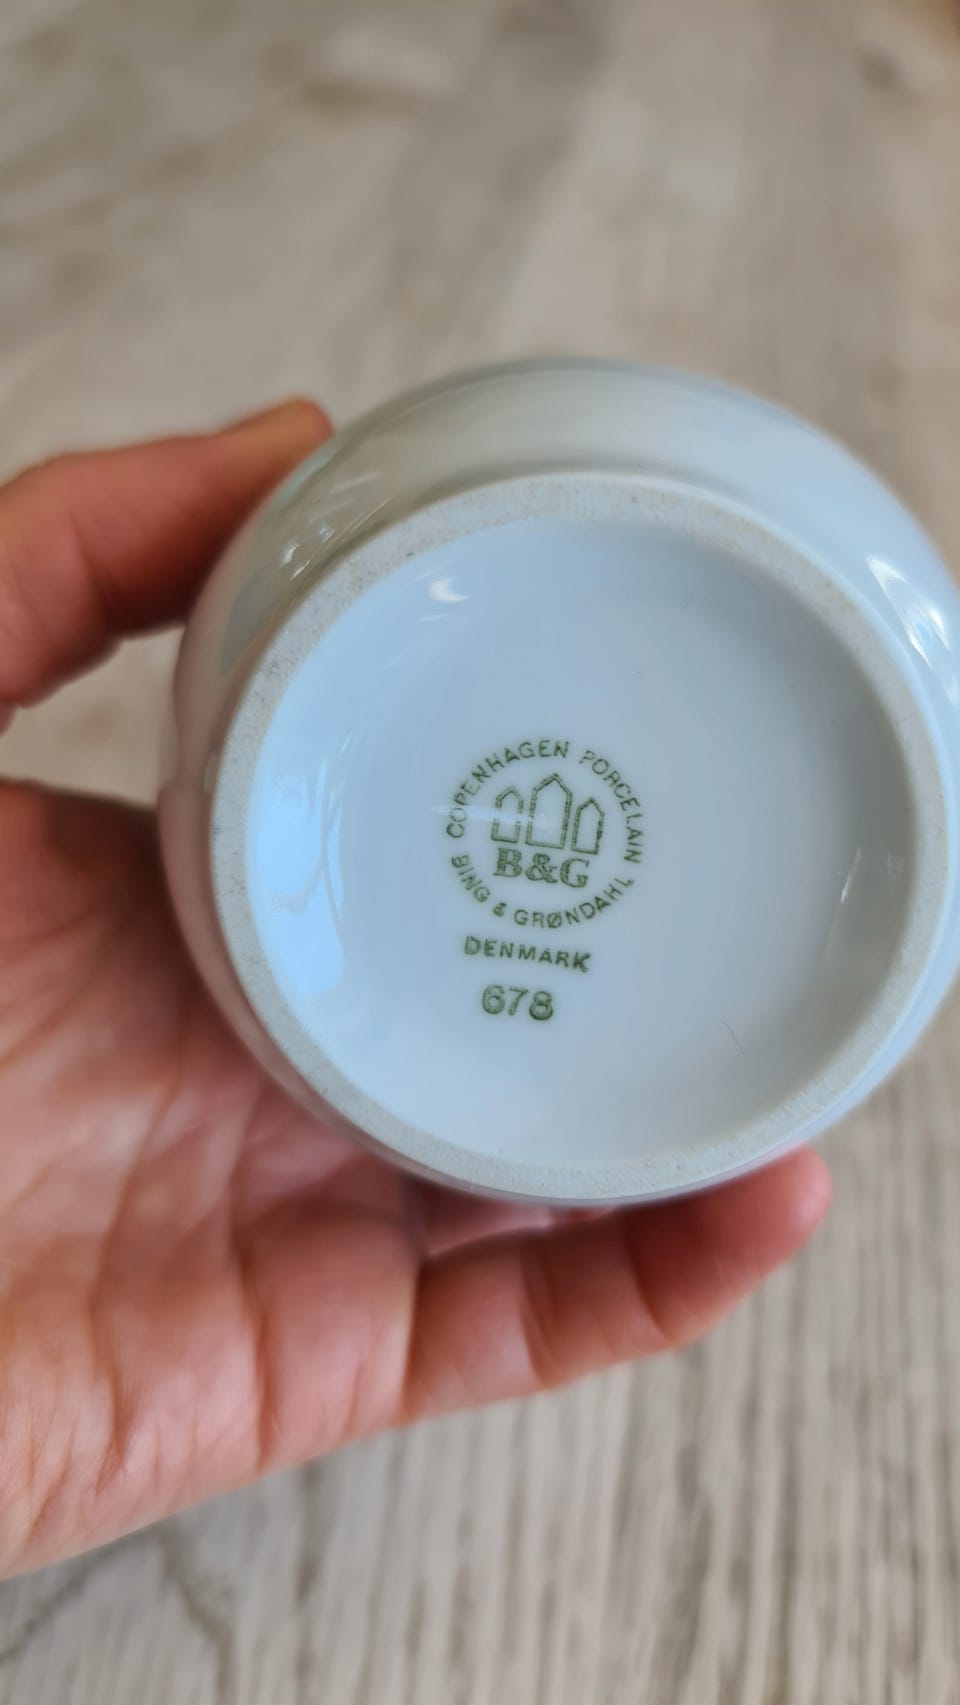 COPENHAGEN PORCELAIN
B&G
BING & GRØNDAHL
DENMARK
678